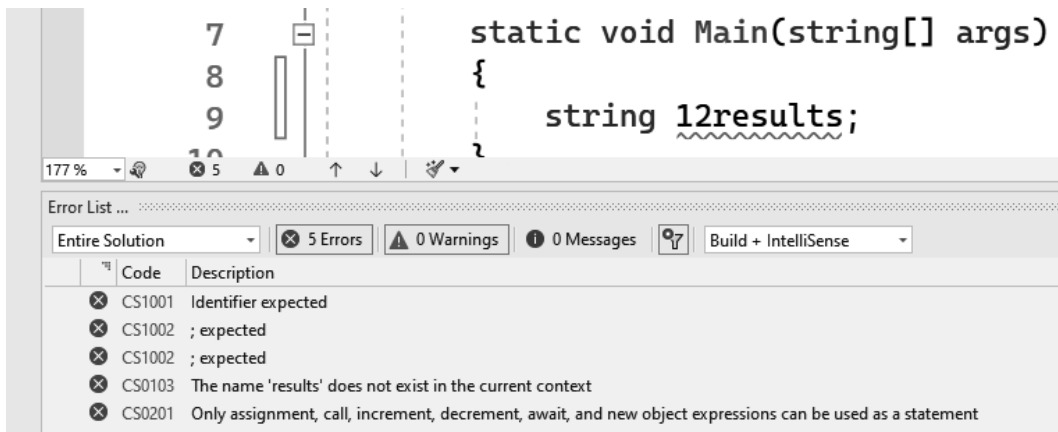 7 static void Main(string[] args)
8 {
9 string 12results;
10 }
177 % 5 0
Error List ...
Entire Solution 5 Errors 0 Warnings 0 Messages Build + IntelliSense
Code Description
CS1001 Identifier expected
CS1002 ; expected
CS1002 ; expected
CS0103 The name 'results' does not exist in the current context
CS0201 Only assignment, call, increment, decrement, await, and new object expressions can be used as a statement